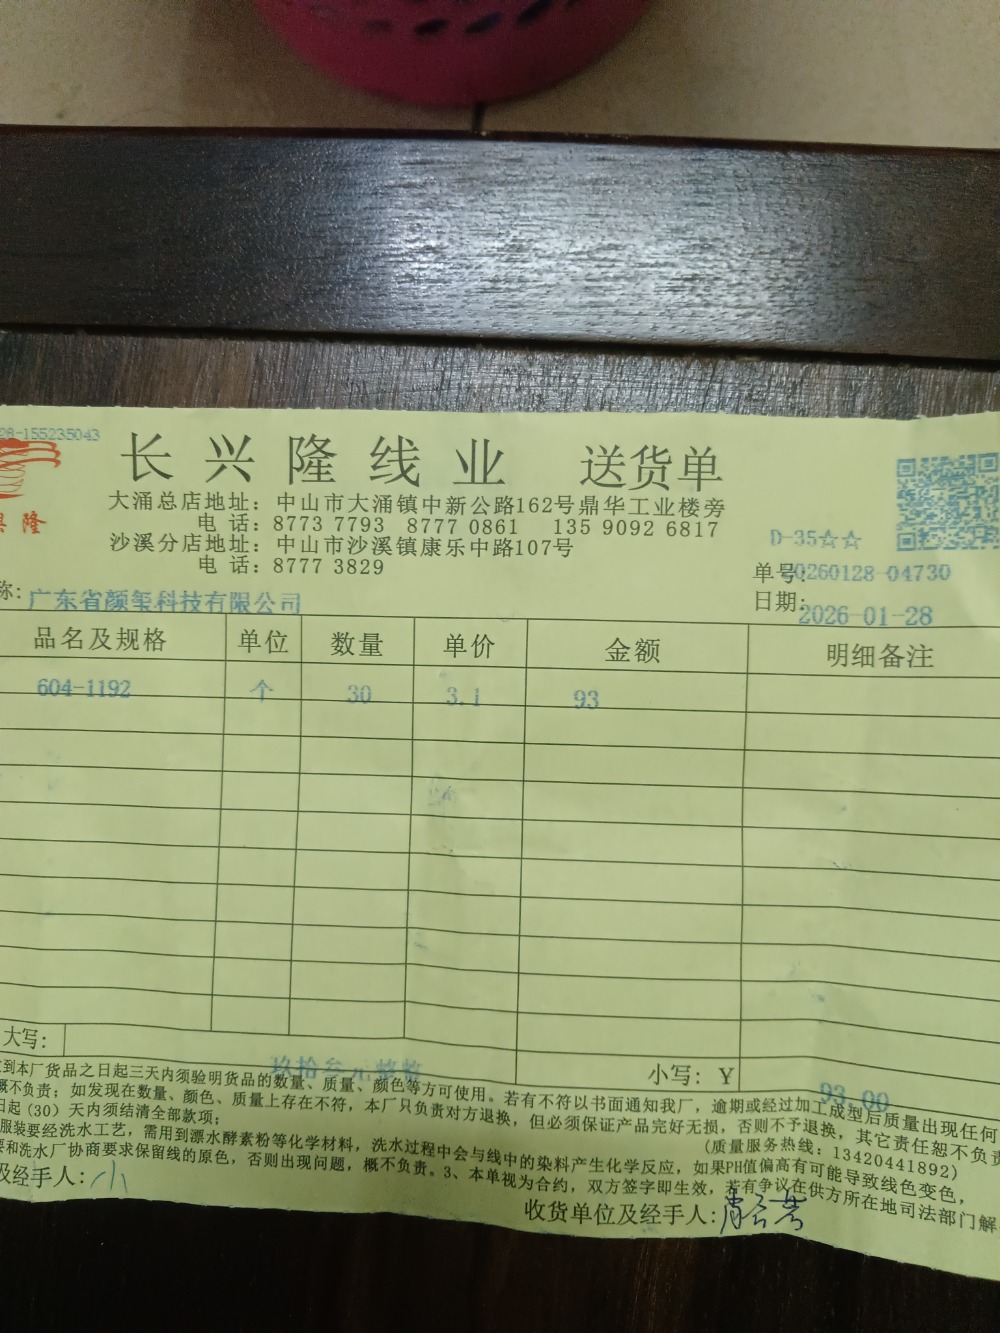 28-155235043
长兴隆线业 送货单
隆
大涌总店地址：中山市大涌镇中新公路162号鼎华工业楼旁
电 话：8773 7793 8777 0861 135 9092 6817
沙溪分店地址：中山市沙溪镇康乐中路107号
电 话：8777 3829
D-35☆☆
单号:20260128-04730
称:广东省颜玺科技有限公司
日期:2026-01-28
品名及规格 单位 数量 单价 金额 明细备注
604-1192 个 30 3.1 93
大写: 玖拾叁元整整
小写: Y 93.00
到本厂货品之日起三天内须验明货品的数量、质量、颜色等方可使用。若有不符以书面通知我厂，逾期或经过加工成型后质量出现任何
概不负责；如发现在数量、颜色、质量上存在不符，本厂只负责对方退换，但必须保证产品完好无损，否则不予退换，其它责任恕不负责
日起（30）天内须结清全部款项； （质量服务热线：13420441892）
服装要经洗水工艺，需用到漂水酵素粉等化学材料，洗水过程中会与线中的染料产生化学反应，如果PH值偏高有可能导致线色变色，
要和洗水厂协商要求保留线的原色，否则出现问题，概不负责。3、本单视为合约，双方签字即生效，若有争议在供方所在地司法部门解
及经手人: 小
收货单位及经手人: